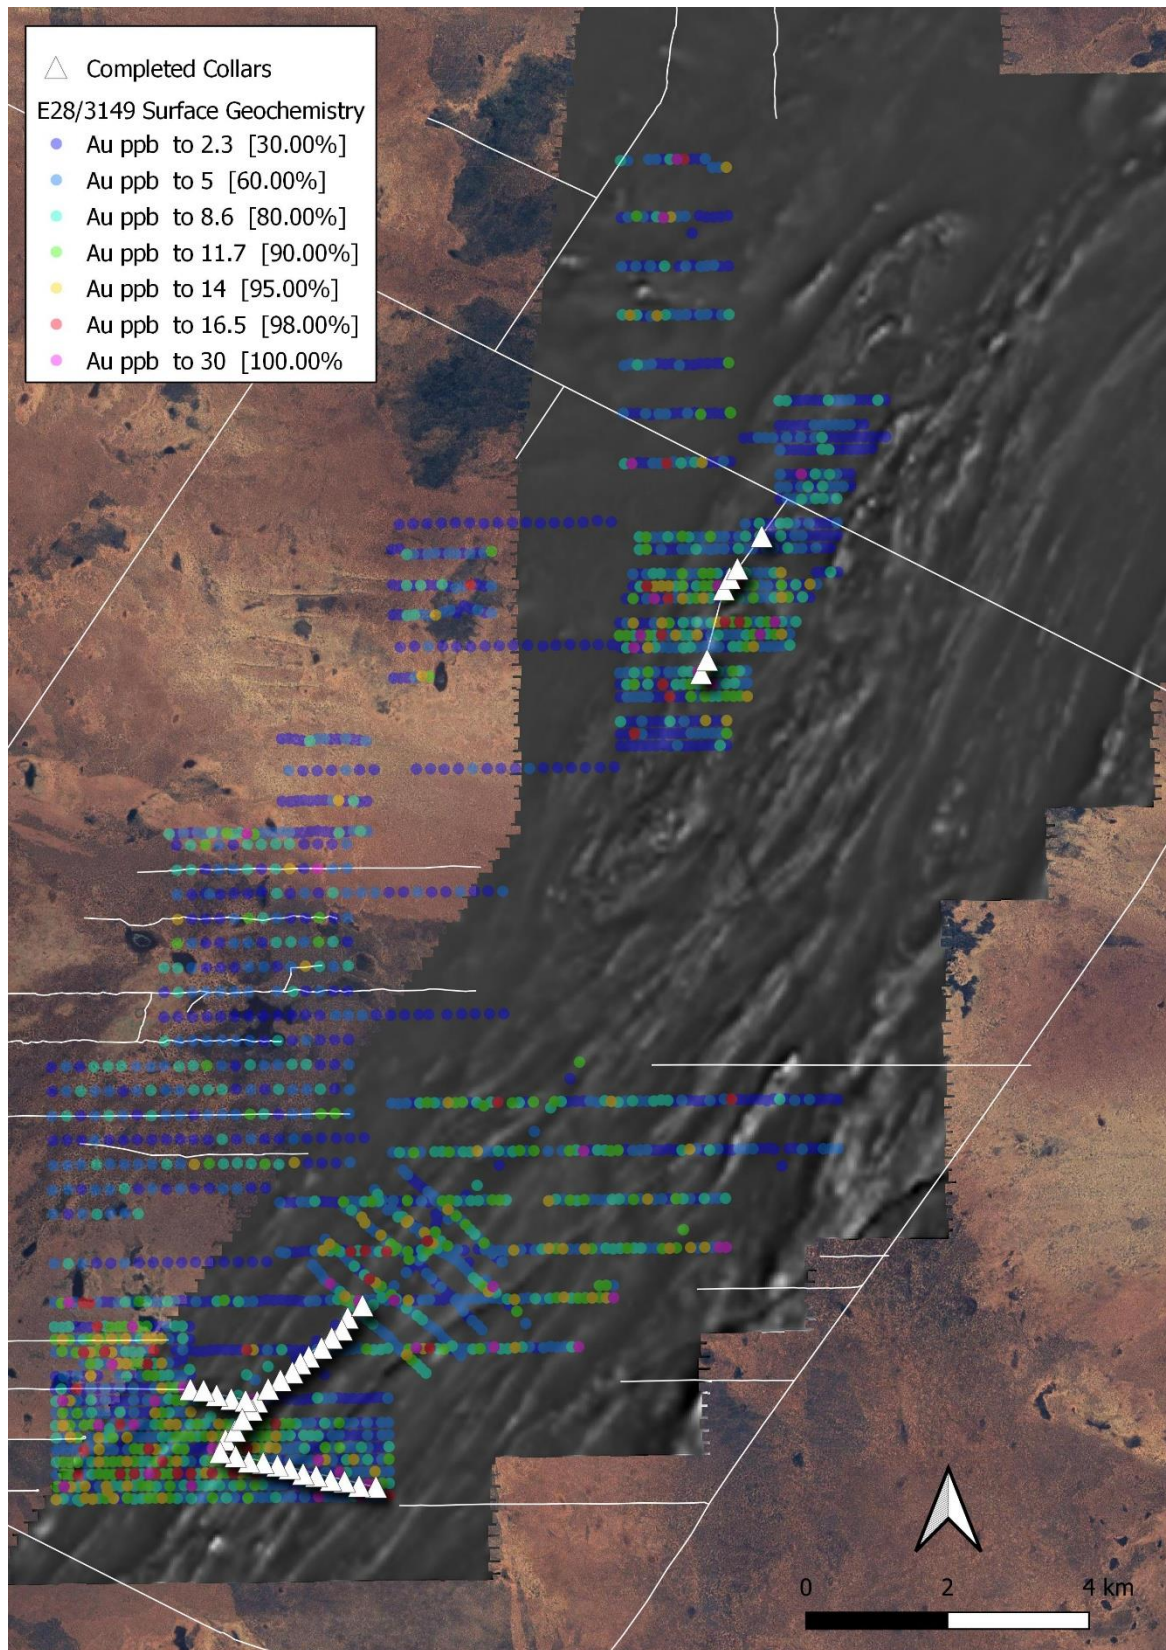 Completed Collars
E28/3149 Surface Geochemistry
Au ppb to 2.3 [30.00%]
Au ppb to 5 [60.00%]
Au ppb to 8.6 [80.00%]
Au ppb to 11.7 [90.00%]
Au ppb to 14 [95.00%]
Au ppb to 16.5 [98.00%]
Au ppb to 30 [100.00%
0 2 4 km